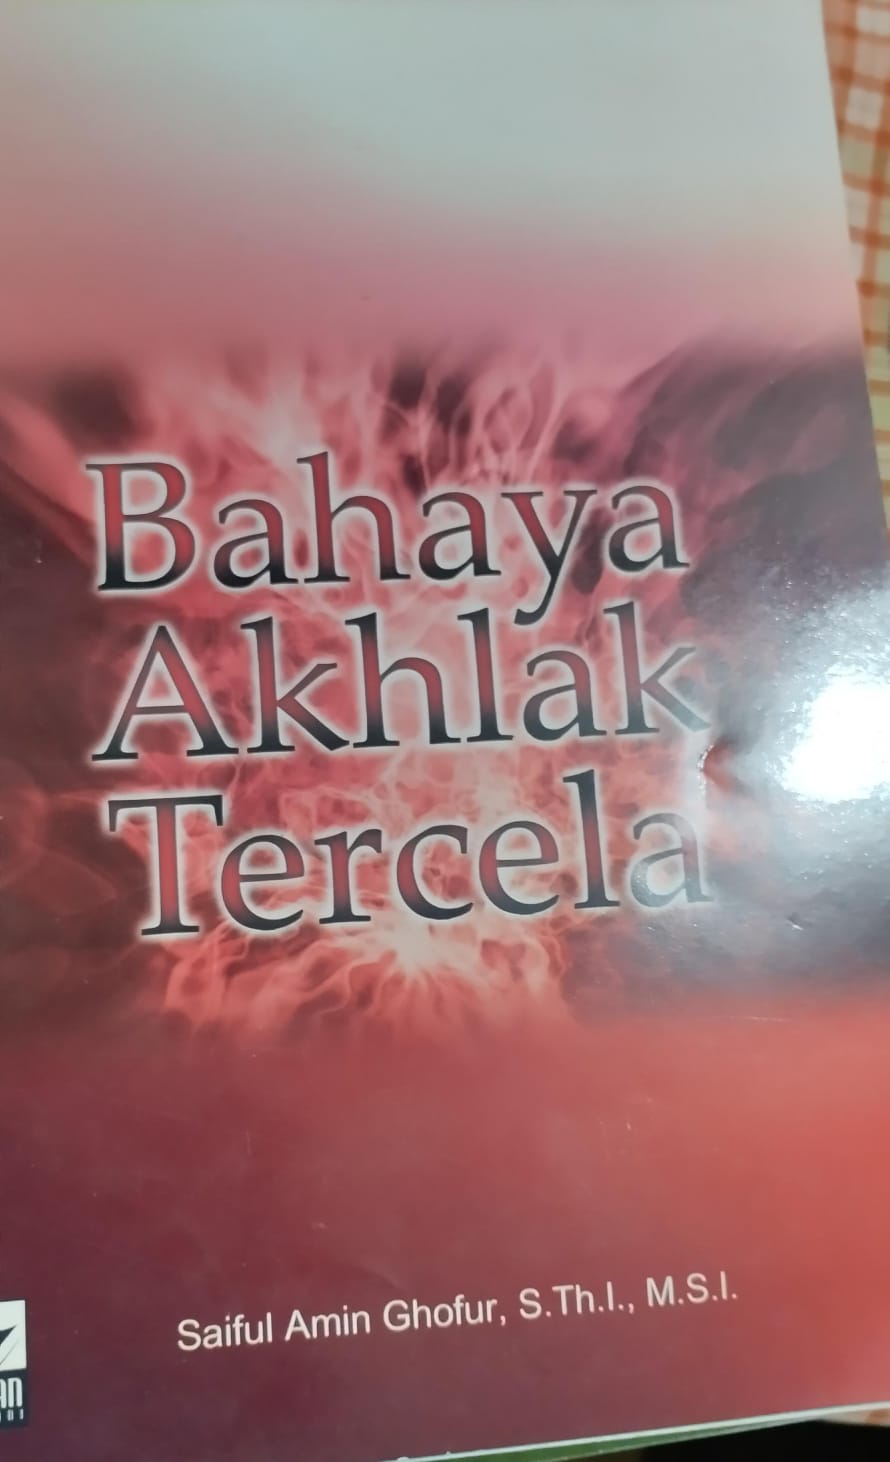 Bahaya
Akhlak
Tercela
Saiful Amin Ghofur, S.Th.I., M.S.I.